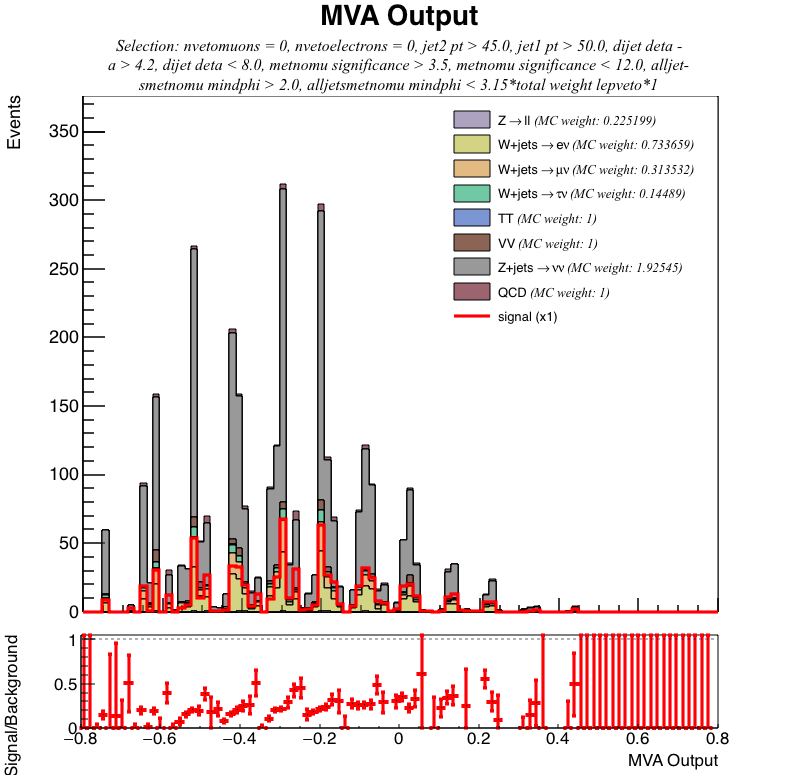 MVA Output
Selection: nvetomuons = 0, nvetoelectrons = 0, jet2 pt > 45.0, jet1 pt > 50.0, dijet deta -
a > 4.2, dijet deta < 8.0, metnomu significance > 3.5, metnomu significance < 12.0, alljet-
smetnomu mindphi > 2.0, alljetsmetnomu mindphi < 3.15*total weight lepveto*1
Events
350
300
250
200
150
100
50
0
Z→ll (MC weight: 0.225199)
W+jets→eν (MC weight: 0.733659)
W+jets→μν (MC weight: 0.313532)
W+jets→τν (MC weight: 0.14489)
TT (MC weight: 1)
VV (MC weight: 1)
Z+jets→νν (MC weight: 1.92545)
QCD (MC weight: 1)
signal (x1)
Signal/Background
1
0.5
0
−0.8 −0.6 −0.4 −0.2 0 0.2 0.4 0.6 0.8
MVA Output